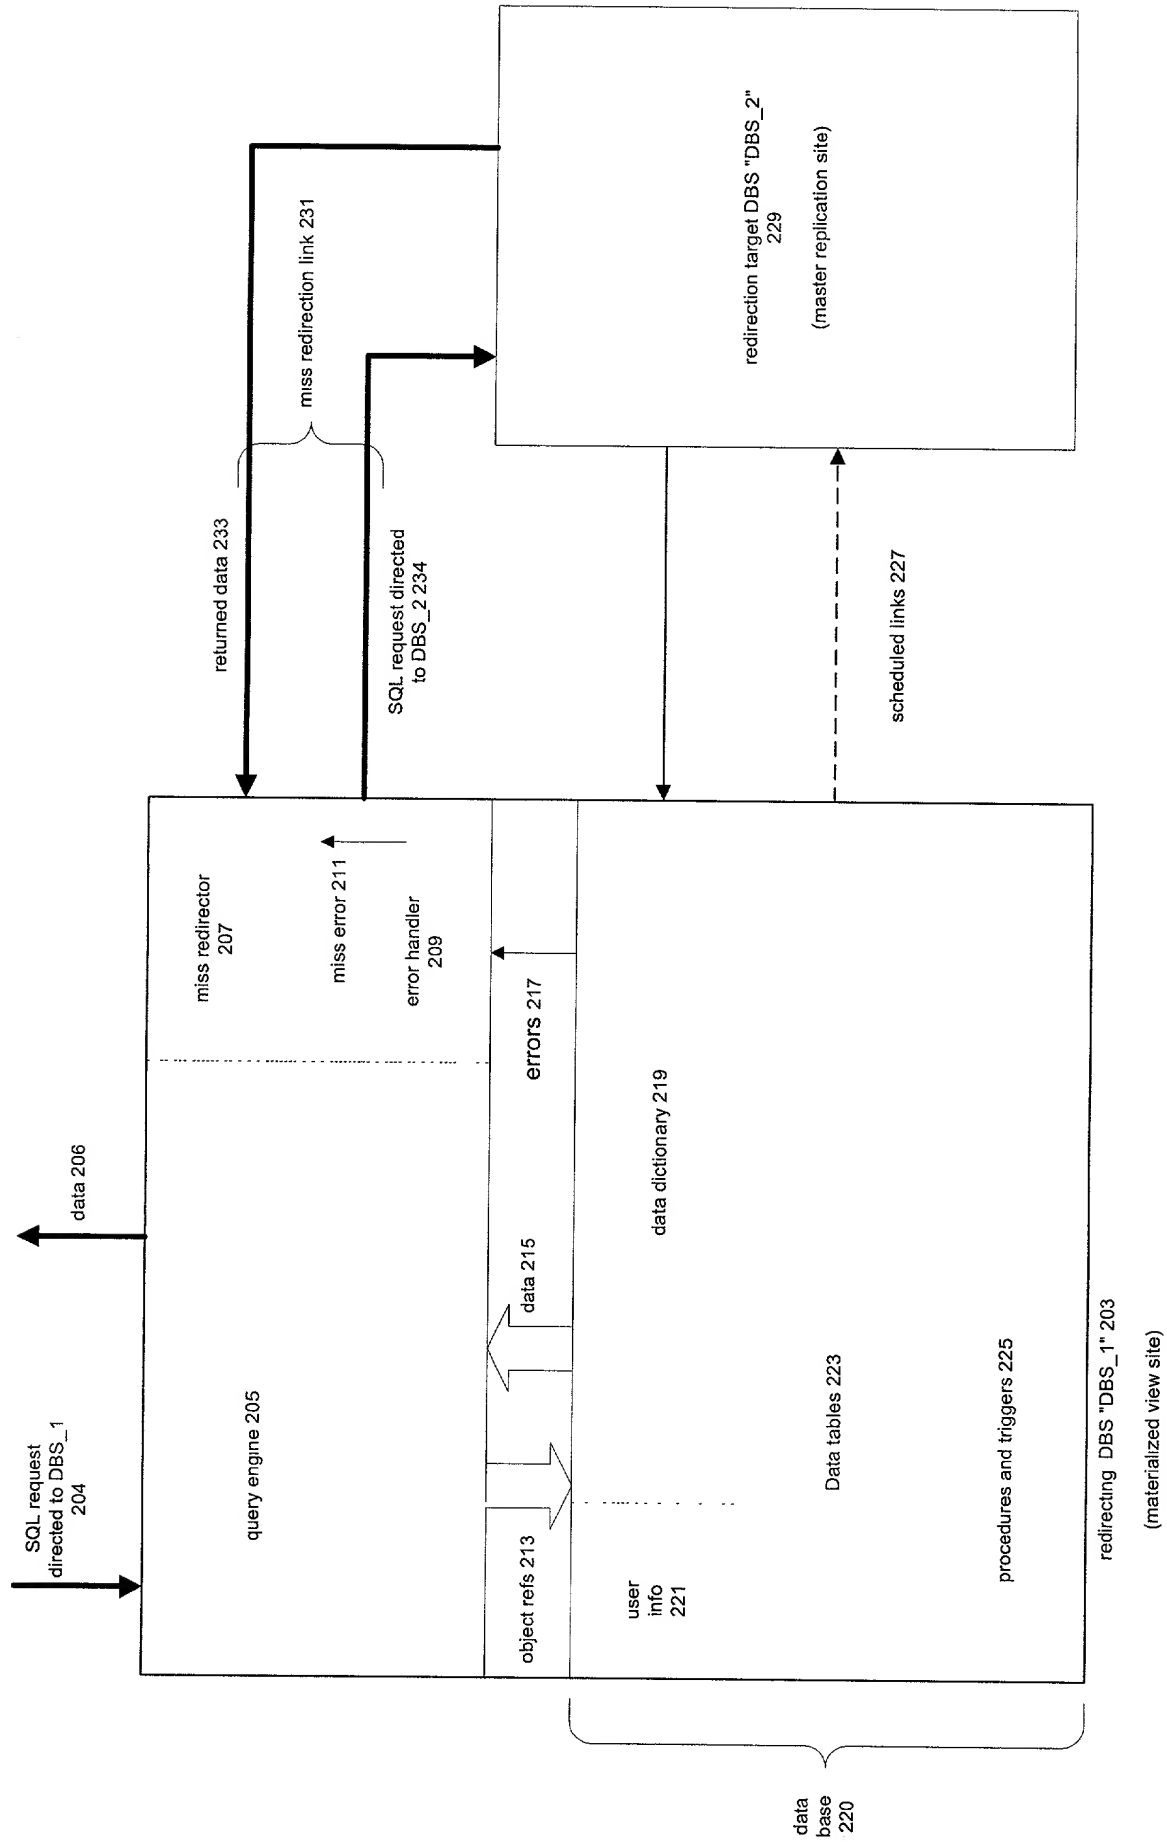 SQL request
directed to DBS_1
204
data 206
query engine 205
miss redirector
207
miss error 211
error handler
209
object refs 213
data 215
errors 217
user
info
221
data dictionary 219
Data tables 223
procedures and triggers 225
data
base
220
redirecting DBS "DBS_1" 203
(materialized view site)
returned data 233
miss redirection link 231
SQL request directed
to DBS_2 234
scheduled links 227
redirection target DBS "DBS_2"
229
(master replication site)